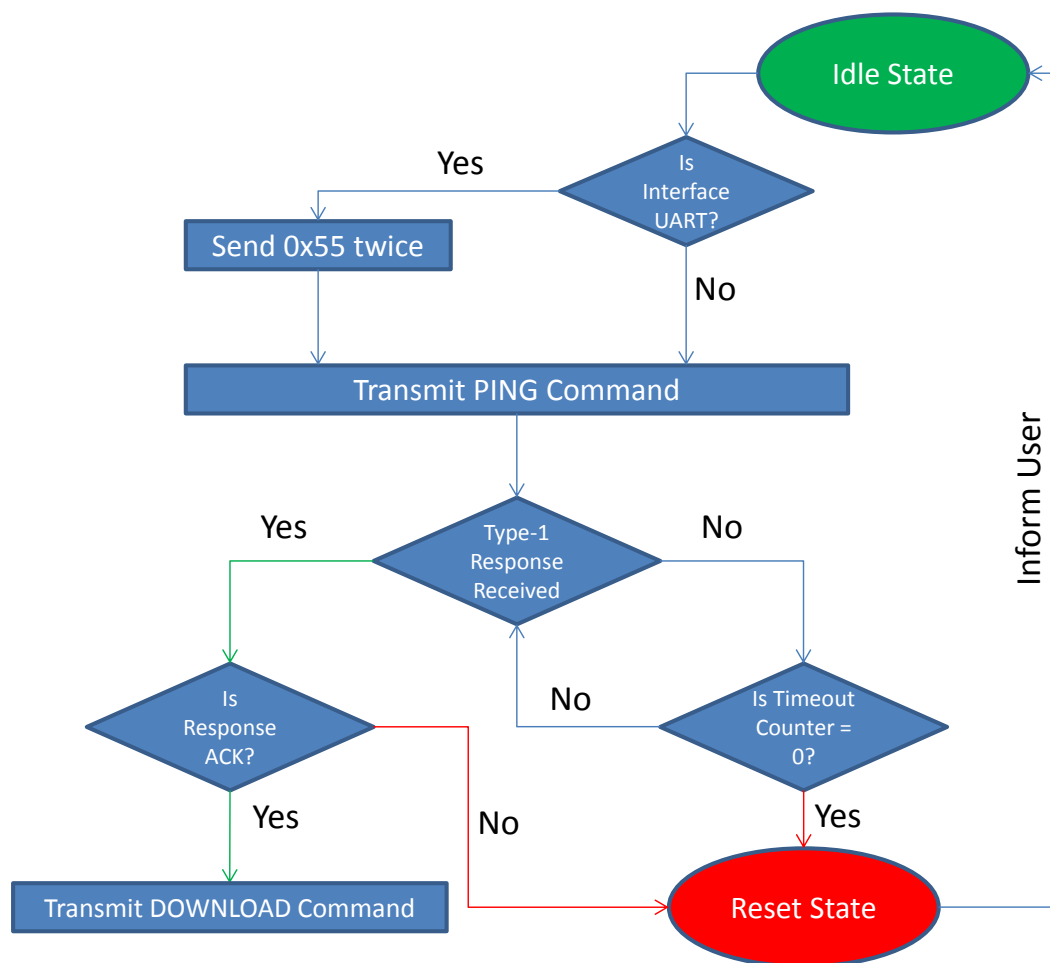 Idle State
Is
Interface
UART?
Yes
Send 0x55 twice
No
Transmit PING Command
Inform User
Type-1
Response
Received
Yes
No
Is
Response
ACK?
No
Is Timeout
Counter =
0?
Yes
No
Yes
Transmit DOWNLOAD Command
Reset State